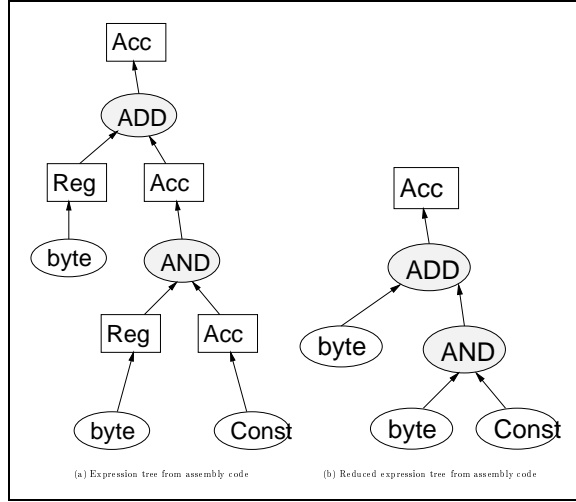 Acc
ADD
Reg
Acc
byte
AND
Reg
Acc
byte
Const
(a) Expression tree from assembly code
Acc
ADD
byte
AND
byte
Const
(b) Reduced expression tree from assembly code